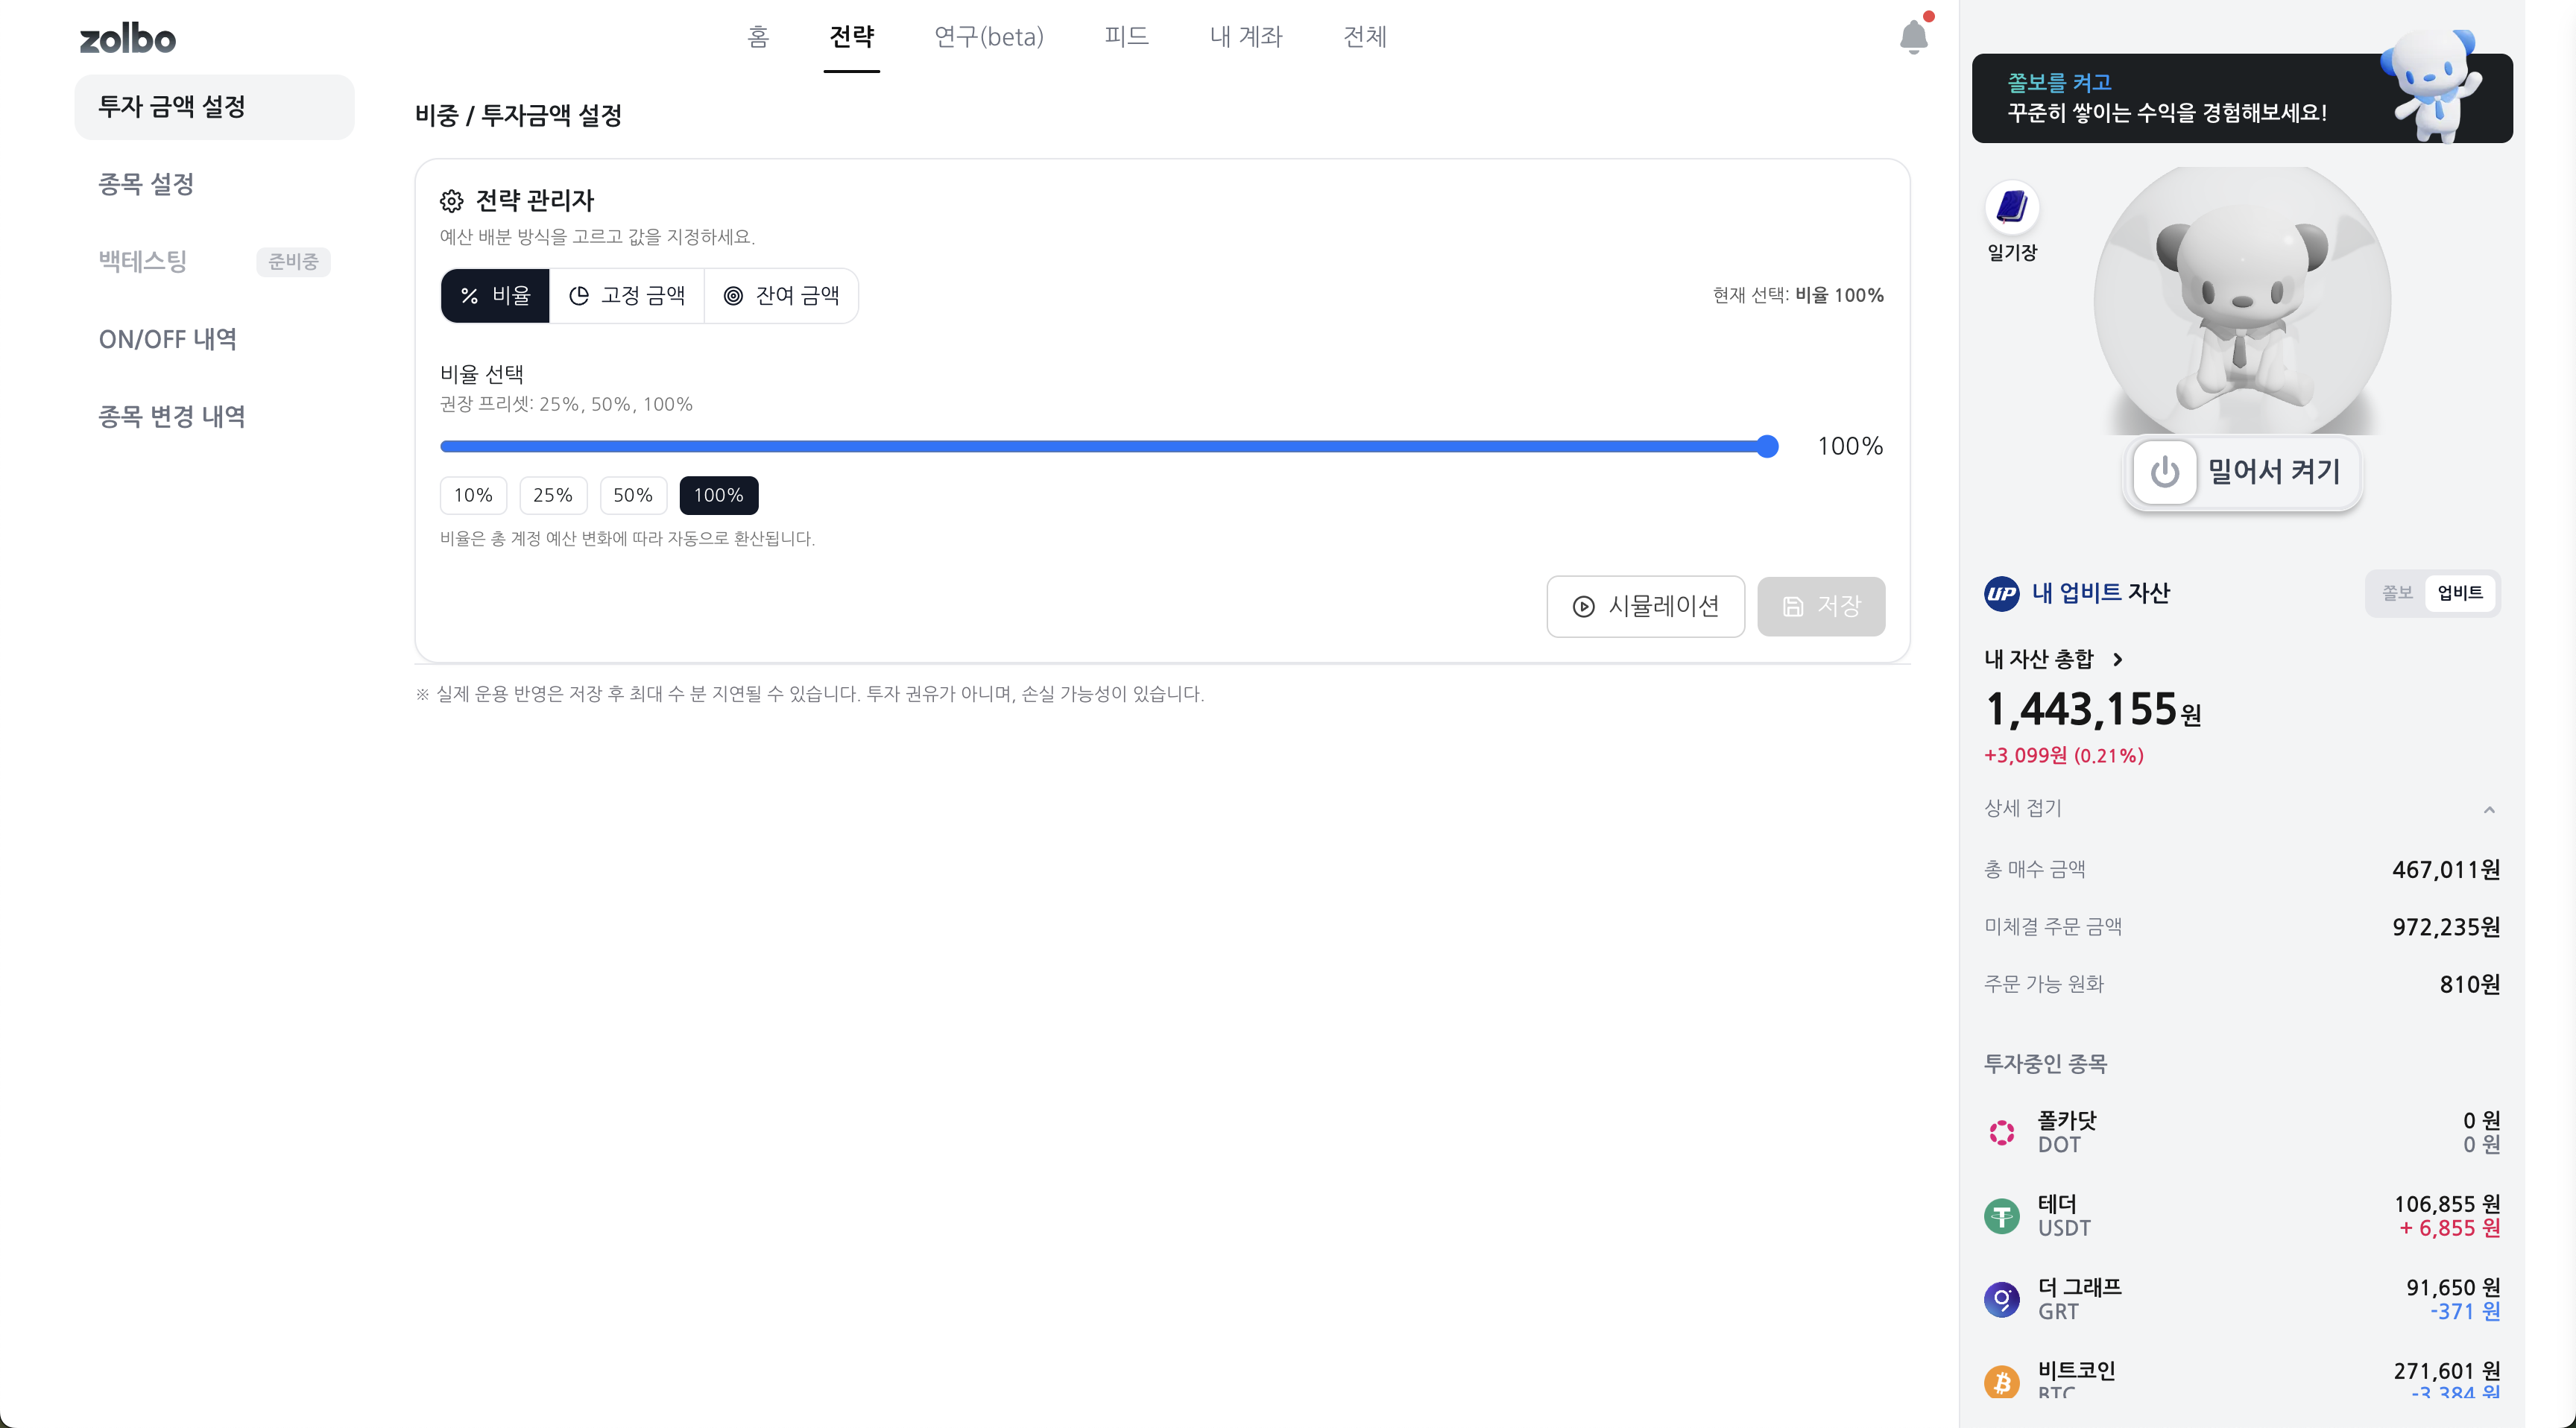 zolbo
홈
전략
연구(beta)
피드
내 계좌
전체
투자 금액 설정
종목 설정
백테스팅
준비중
ON/OFF 내역
종목 변경 내역
비중 / 투자금액 설정
전략 관리자
예산 배분 방식을 고르고 값을 지정하세요.
비율
고정 금액
잔여 금액
현재 선택: 비율 100%
비율 선택
권장 프리셋: 25%, 50%, 100%
100%
10%
25%
50%
100%
비율은 총 계정 예산 변화에 따라 자동으로 환산됩니다.
시뮬레이션
저장
※ 실제 운용 반영은 저장 후 최대 수 분 지연될 수 있습니다. 투자 권유가 아니며, 손실 가능성이 있습니다.
쫄보를 켜고
꾸준히 쌓이는 수익을 경험해보세요!
일기장
밀어서 켜기
UP
내 업비트 자산
쫄보
업비트
내 자산 총합
1,443,155원
+3,099원 (0.21%)
상세 접기
총 매수 금액
467,011원
미체결 주문 금액
972,235원
주문 가능 원화
810원
투자중인 종목
폴카닷
0 원
DOT
0 원
테더
106,855 원
USDT
+ 6,855 원
더 그래프
91,650 원
GRT
-371 원
비트코인
271,601 원
BTC
-3,384 원